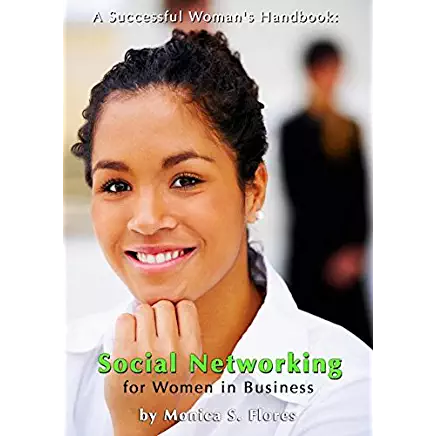 A Successful Woman's Handbook:
Social Networking
for Women in Business
by Monica S. Flores